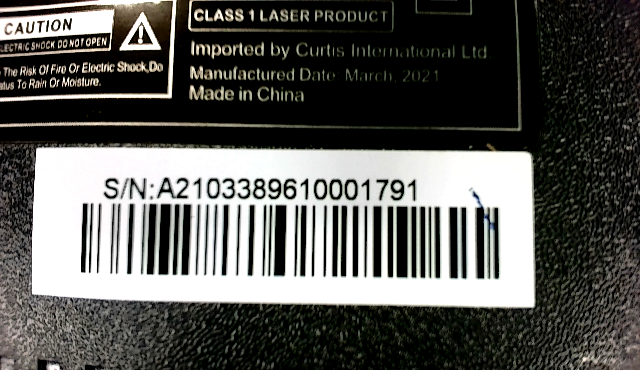 CAUTION
ELECTRIC SHOCK DO NOT OPEN
The Risk Of Fire Or Electric Shock,Do
To Rain Or Moisture.
CLASS 1 LASER PRODUCT
Imported by Curtis International Ltd.
Manufactured Date: March, 2021
Made in China
S/N:A2103389610001791